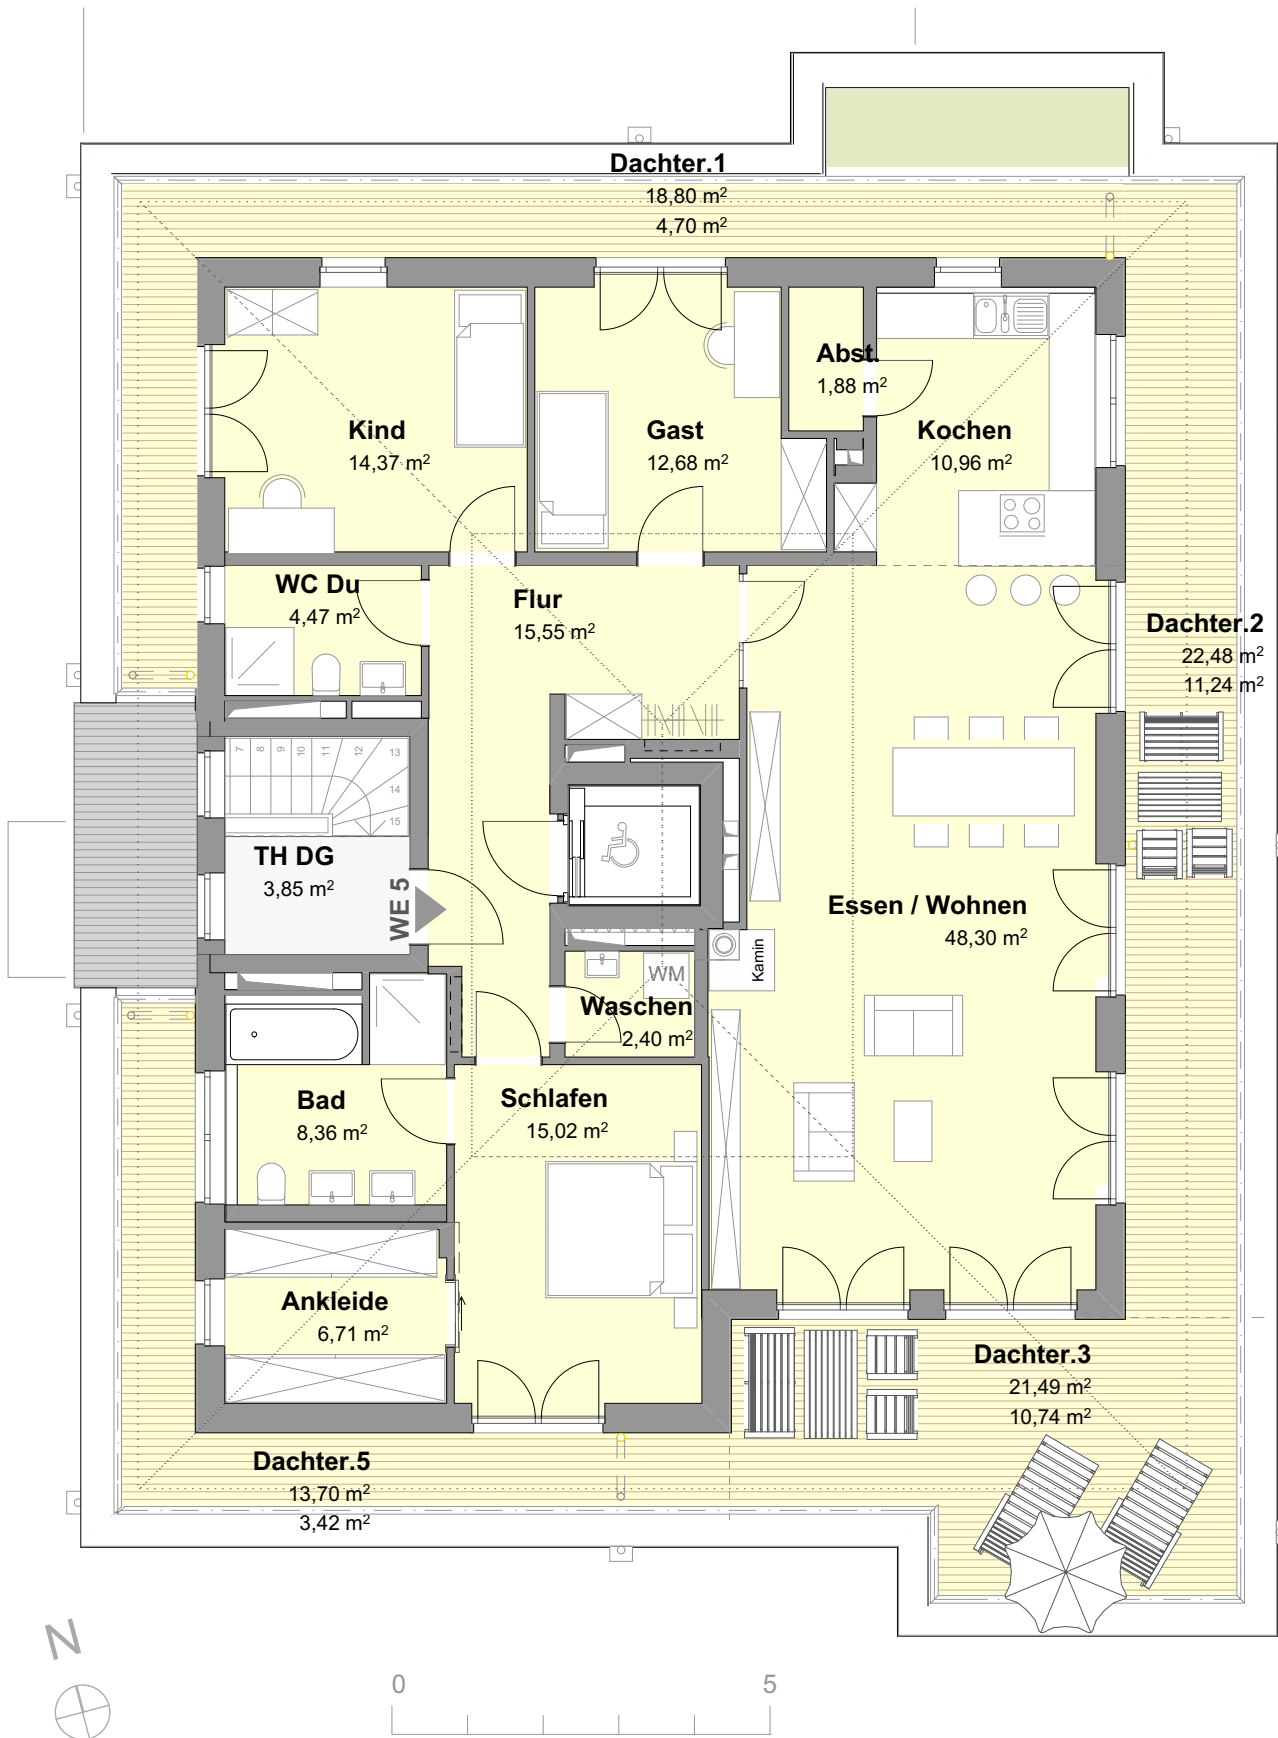 Dachter.1
18,80 m²
4,70 m²
Kind
14,37 m²
Gast
12,68 m²
Abst.
1,88 m²
Kochen
10,96 m²
WC Du
4,47 m²
Flur
15,55 m²
Dachter.2
22,48 m²
11,24 m²
7
8
9
10
11
12
13
14
15
TH DG
3,85 m²
WE 5
Essen / Wohnen
48,30 m²
Kamin
WM
Waschen
2,40 m²
Bad
8,36 m²
Schlafen
15,02 m²
Ankleide
6,71 m²
Dachter.3
21,49 m²
10,74 m²
Dachter.5
13,70 m²
3,42 m²
N
0
5